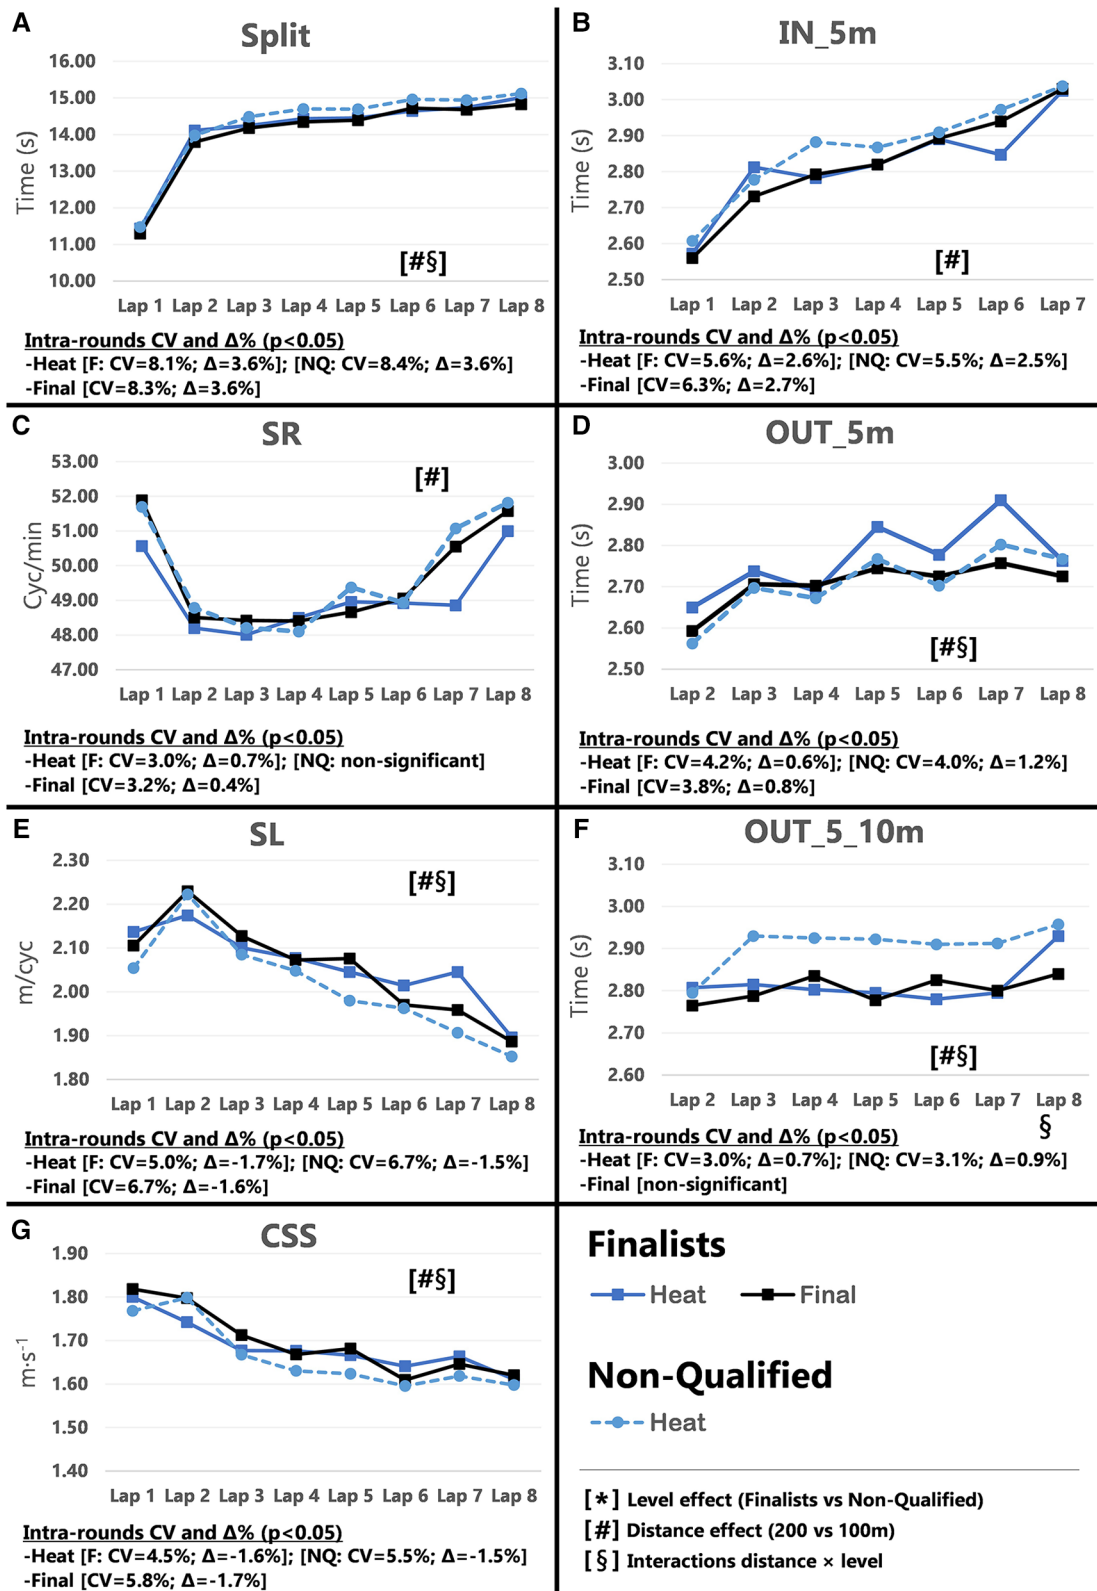 A
Split
16.00
15.00
14.00
13.00
12.00
11.00
10.00
Time (s)
[#§]
Lap 1 Lap 2 Lap 3 Lap 4 Lap 5 Lap 6 Lap 7 Lap 8
Intra-rounds CV and Δ% (p<0.05)
-Heat [F: CV=8.1%; Δ=3.6%]; [NQ: CV=8.4%; Δ=3.6%]
-Final [CV=8.3%; Δ=3.6%]
B
IN_5m
3.10
3.00
2.90
2.80
2.70
2.60
2.50
Time (s)
[#]
Lap 1 Lap 2 Lap 3 Lap 4 Lap 5 Lap 6 Lap 7
Intra-rounds CV and Δ% (p<0.05)
-Heat [F: CV=5.6%; Δ=2.6%]; [NQ: CV=5.5%; Δ=2.5%]
-Final [CV=6.3%; Δ=2.7%]
C
SR
53.00
52.00
51.00
50.00
49.00
48.00
47.00
Cyc/min
[#]
Lap 1 Lap 2 Lap 3 Lap 4 Lap 5 Lap 6 Lap 7 Lap 8
Intra-rounds CV and Δ% (p<0.05)
-Heat [F: CV=3.0%; Δ=0.7%]; [NQ: non-significant]
-Final [CV=3.2%; Δ=0.4%]
D
OUT_5m
3.00
2.90
2.80
2.70
2.60
2.50
Time (s)
[#§]
Lap 2 Lap 3 Lap 4 Lap 5 Lap 6 Lap 7 Lap 8
Intra-rounds CV and Δ% (p<0.05)
-Heat [F: CV=4.2%; Δ=0.6%]; [NQ: CV=4.0%; Δ=1.2%]
-Final [CV=3.8%; Δ=0.8%]
E
SL
2.30
2.20
2.10
2.00
1.90
1.80
m/cyc
[#§]
Lap 1 Lap 2 Lap 3 Lap 4 Lap 5 Lap 6 Lap 7 Lap 8
Intra-rounds CV and Δ% (p<0.05)
-Heat [F: CV=5.0%; Δ=-1.7%]; [NQ: CV=6.7%; Δ=-1.5%]
-Final [CV=6.7%; Δ=-1.6%]
F
OUT_5_10m
3.10
3.00
2.90
2.80
2.70
2.60
Time (s)
[#§]
Lap 2 Lap 3 Lap 4 Lap 5 Lap 6 Lap 7 Lap 8
§
Intra-rounds CV and Δ% (p<0.05)
-Heat [F: CV=3.0%; Δ=0.7%]; [NQ: CV=3.1%; Δ=0.9%]
-Final [non-significant]
G
CSS
1.90
1.80
1.70
1.60
1.50
1.40
m·s⁻¹
[#§]
Lap 1 Lap 2 Lap 3 Lap 4 Lap 5 Lap 6 Lap 7 Lap 8
Intra-rounds CV and Δ% (p<0.05)
-Heat [F: CV=4.5%; Δ=-1.6%]; [NQ: CV=5.5%; Δ=-1.5%]
-Final [CV=5.8%; Δ=-1.7%]
Finalists
Heat Final
Non-Qualified
Heat
[*] Level effect (Finalists vs Non-Qualified)
[#] Distance effect (200 vs 100m)
[§] Interactions distance × level